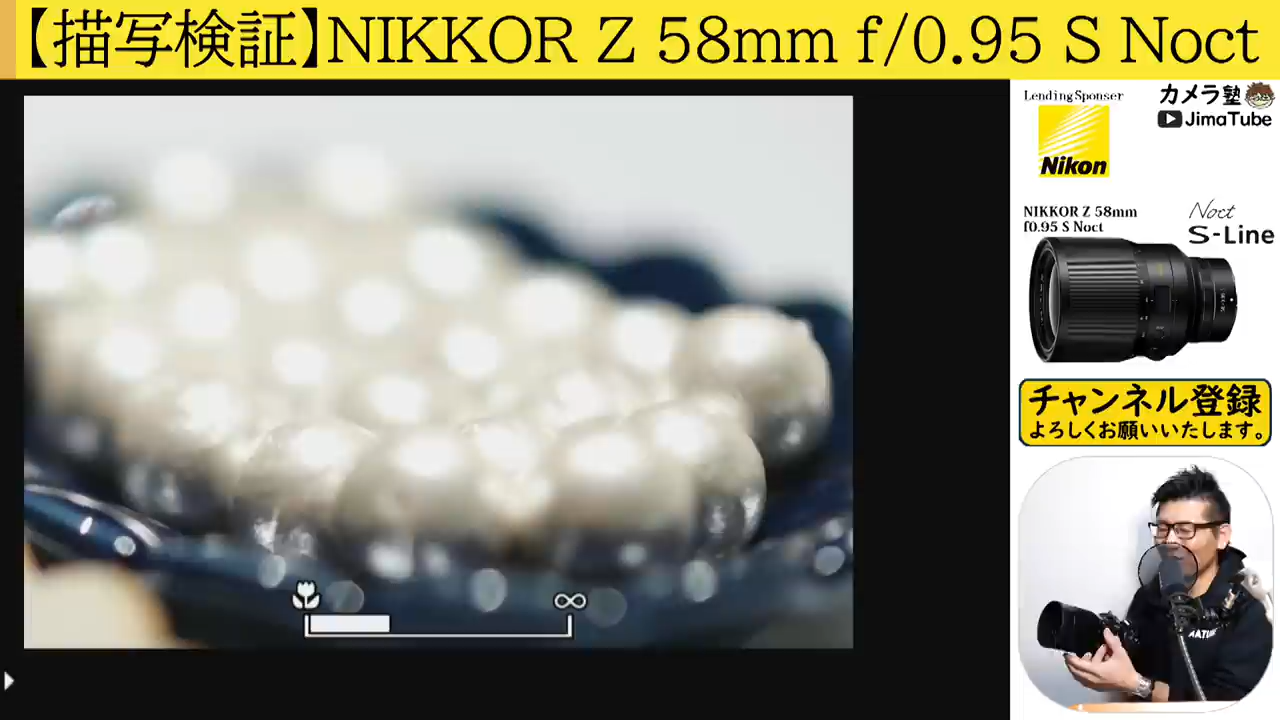 【描写検証】NIKKOR Z 58mm f/0.95 S Noct
LendingSponser
Nikon
カメラ塾
JimaTube
NIKKOR Z 58mm
f0.95 S Noct
Noct
S-Line
チャンネル登録
よろしくお願いいたします。
∞